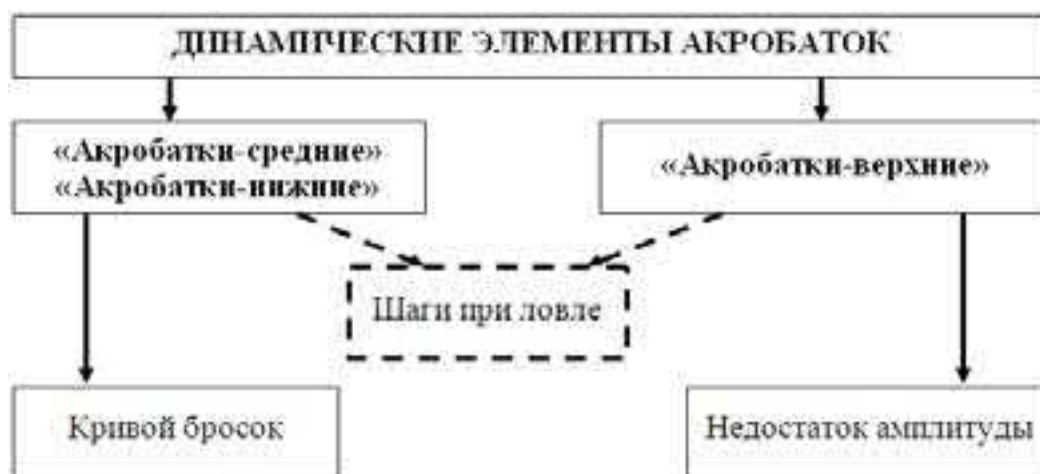 ДИНАМИЧЕСКИЕ ЭЛЕМЕНТЫ АКРОБАТОК
«Акробатки-средние»
«Акробатки-нижние»
«Акробатки-верхние»
Шаги при ловле
Кривой бросок
Недостаток амплитуды